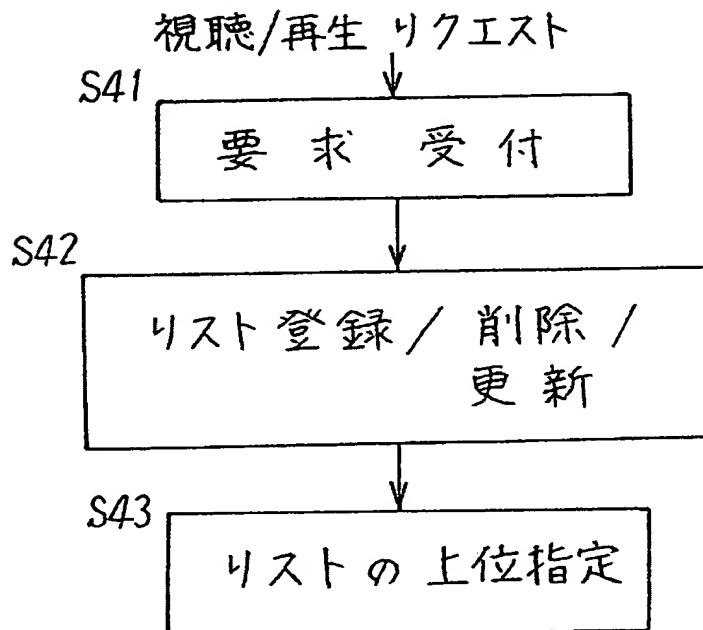 視聴/再生 リクエスト
S41
要求受付
S42
リスト登録/削除/
更新
S43
リストの上位指定